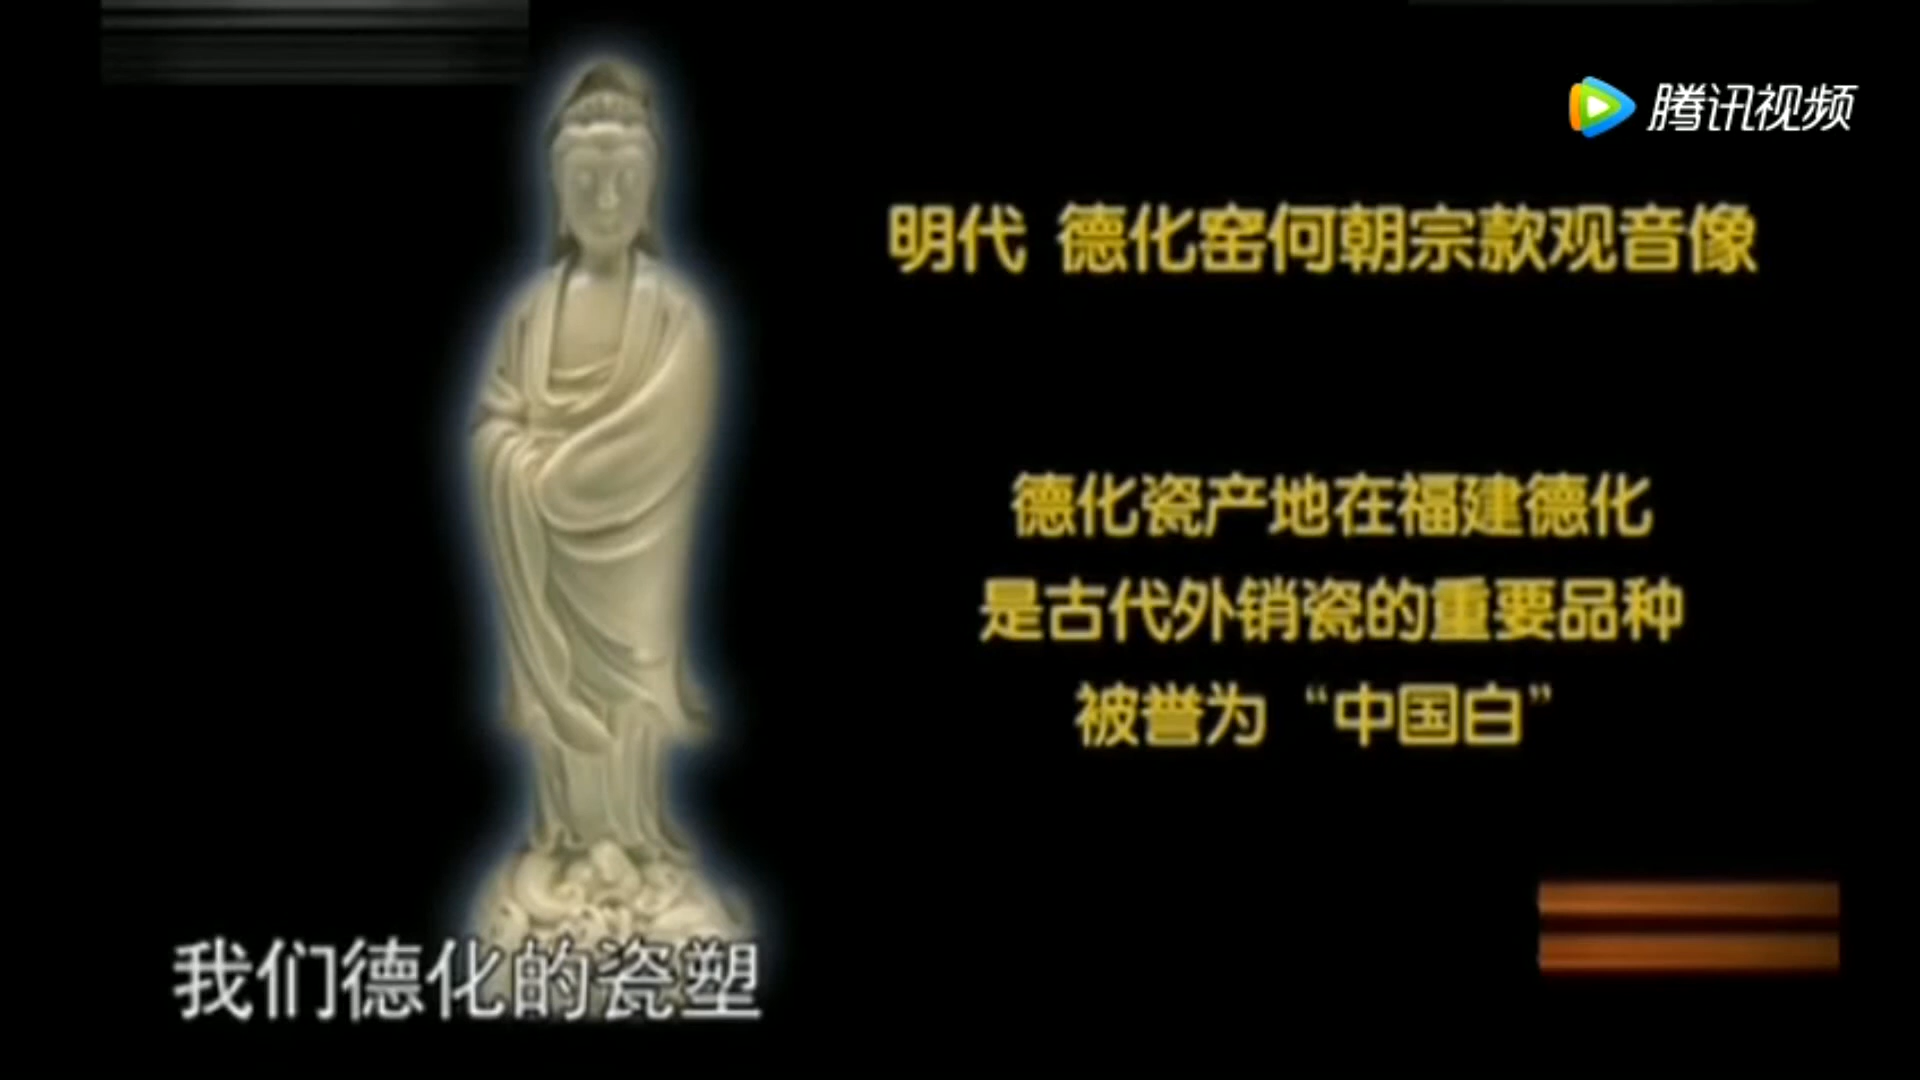 腾讯视频
明代 德化窑何朝宗款观音像
德化瓷产地在福建德化
是古代外销瓷的重要品种
被誉为“中国白”
我们德化的瓷塑